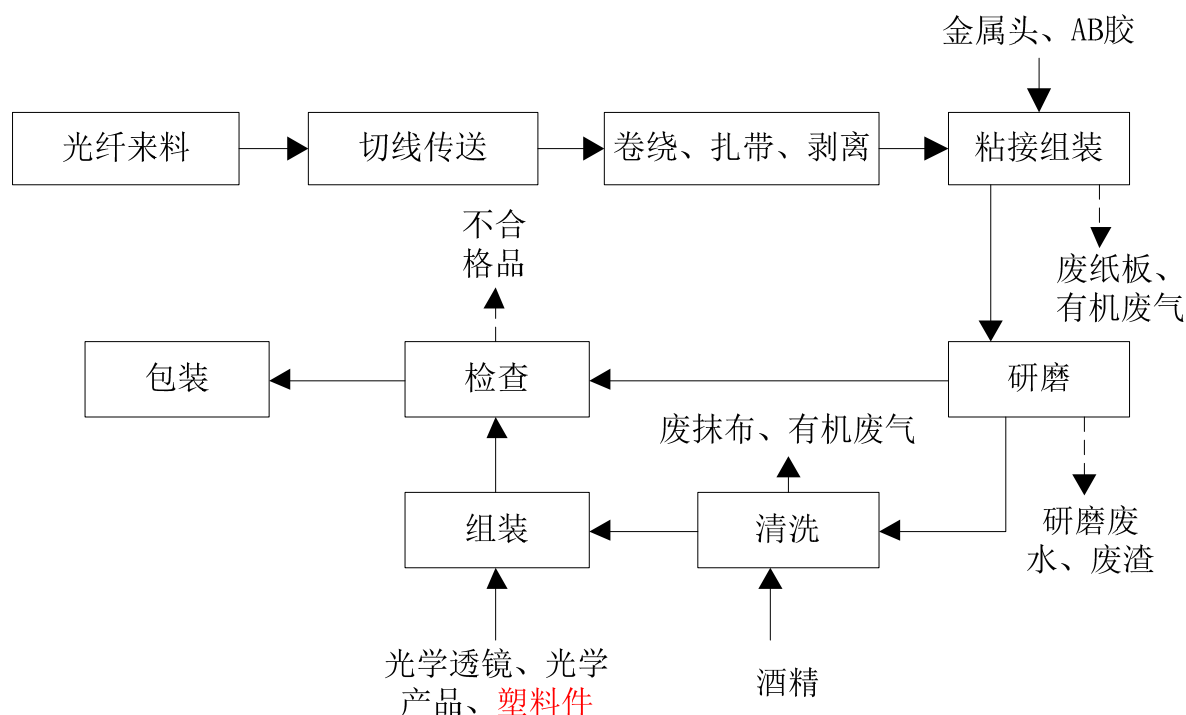 金属头、AB胶
光纤来料
切线传送
卷绕、扎带、剥离
粘接组装
不合
格品
废纸板、
有机废气
包装
检查
研磨
废抹布、有机废气
组装
清洗
研磨废
水、废渣
光学透镜、光学
产品、塑料件
酒精